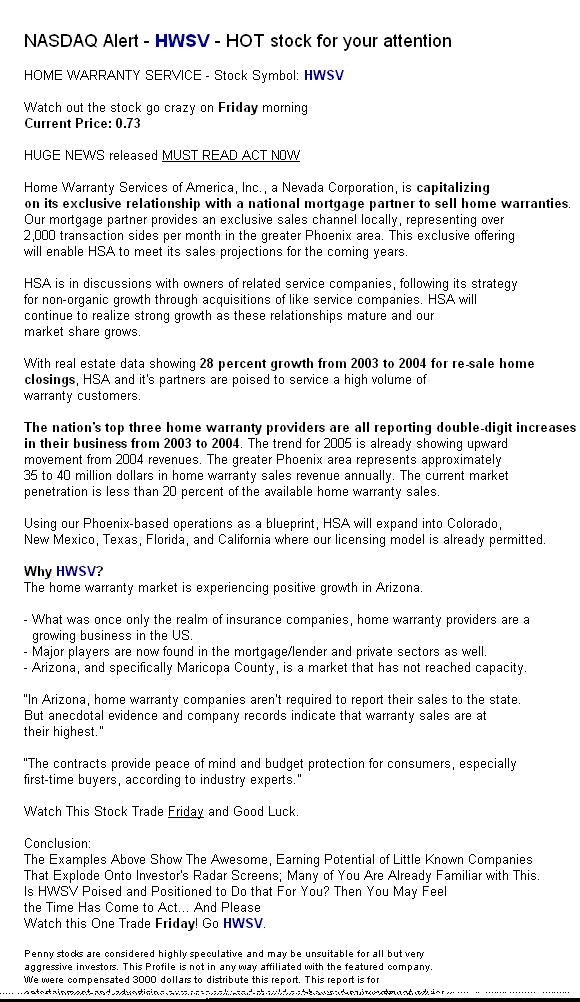 NASDAQ Alert - HWSV - HOT stock for your attention
HOME WARRANTY SERVICE - Stock Symbol: HWSV
Watch out the stock go crazy on Friday morning
Current Price: 0.73
HUGE NEWS released MUST READ ACT N0W
Home Warranty Services of America, Inc., a Nevada Corporation, is capitalizing
on its exclusive relationship with a national mortgage partner to sell home warranties.
Our mortgage partner provides an exclusive sales channel locally, representing over
2,000 transaction sides per month in the greater Phoenix area. This exclusive offering
will enable HSA to meet its sales projections for the coming years.
HSA is in discussions with owners of related service companies, following its strategy
for non-organic growth through acquisitions of like service companies. HSA will
continue to realize strong growth as these relationships mature and our
market share grows.
With real estate data showing 28 percent growth from 2003 to 2004 for re-sale home
closings, HSA and it's partners are poised to service a high volume of
warranty customers.
The nation's top three home warranty providers are all reporting double-digit increases
in their business from 2003 to 2004. The trend for 2005 is already showing upward
movement from 2004 revenues. The greater Phoenix area represents approximately
35 to 40 million dollars in home warranty sales revenue annually. The current market
penetration is less than 20 percent of the available home warranty sales.
Using our Phoenix-based operations as a blueprint, HSA will expand into Colorado,
New Mexico, Texas, Florida, and California where our licensing model is already permitted.
Why HWSV?
The home warranty market is experiencing positive growth in Arizona.
- What was once only the realm of insurance companies, home warranty providers are a
growing business in the US.
- Major players are now found in the mortgage/lender and private sectors as well.
- Arizona, and specifically Maricopa County, is a market that has not reached capacity.
"In Arizona, home warranty companies aren't required to report their sales to the state.
But anecdotal evidence and company records indicate that warranty sales are at
their highest."
"The contracts provide peace of mind and budget protection for consumers, especially
first-time buyers, according to industry experts."
Watch This Stock Trade Friday and Good Luck.
Conclusion:
The Examples Above Show The Awesome, Earning Potential of Little Known Companies
That Explode Onto Investor's Radar Screens; Many of You Are Already Familiar with This.
Is HWSV Poised and Positioned to Do that For You? Then You May Feel
the Time Has Come to Act... And Please
Watch this One Trade Friday! Go HWSV.
Penny stocks are considered highly speculative and may be unsuitable for all but very
aggressive investors. This Profile is not in any way affiliated with the featured company.
We were compensated 3000 dollars to distribute this report. This report is for